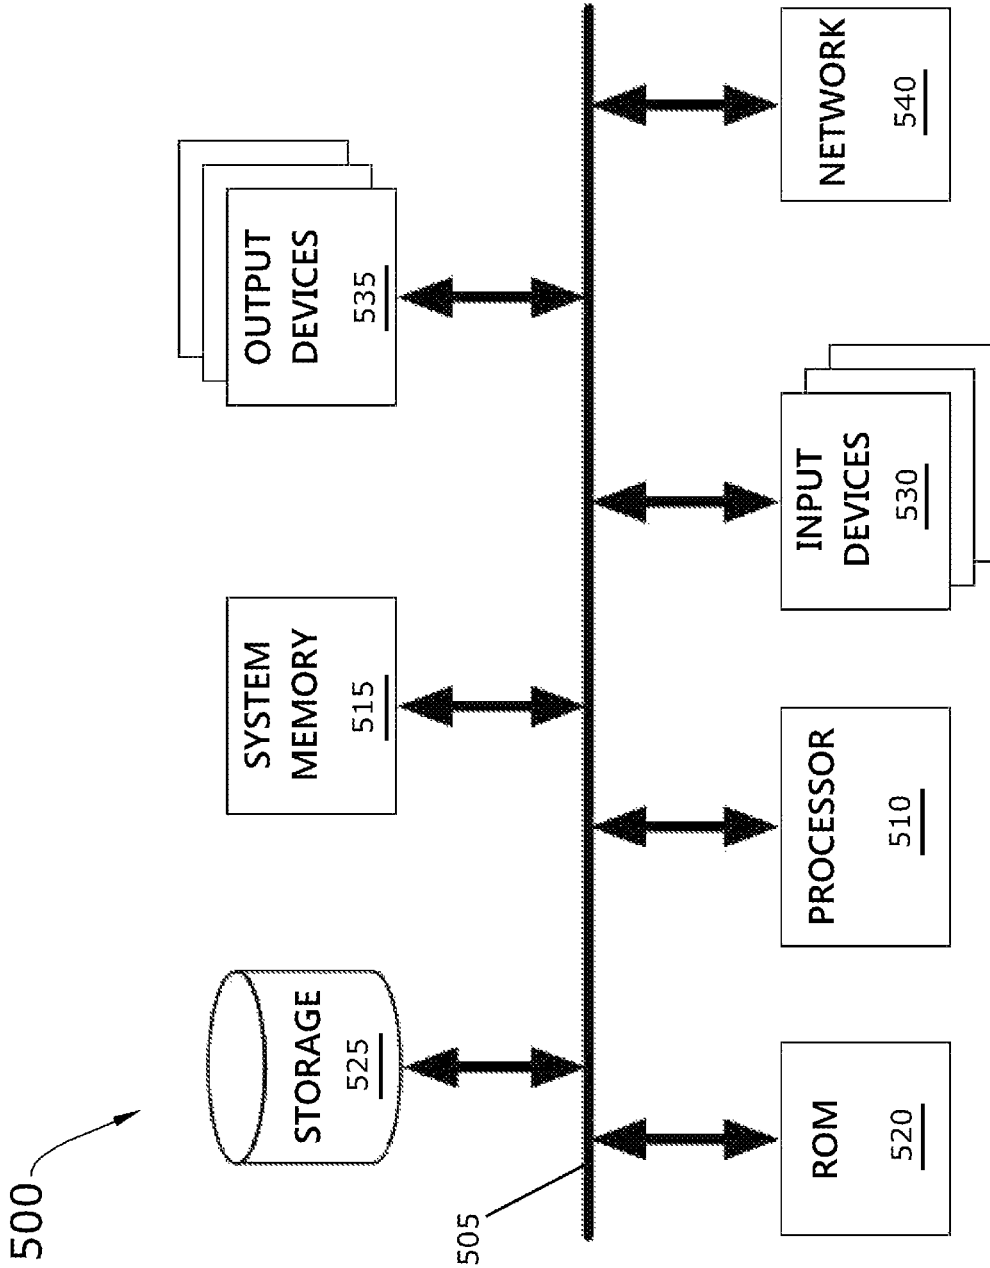 500
STORAGE
525
SYSTEM
MEMORY
515
OUTPUT
DEVICES
535
505
ROM
520
PROCESSOR
510
INPUT
DEVICES
530
NETWORK
540